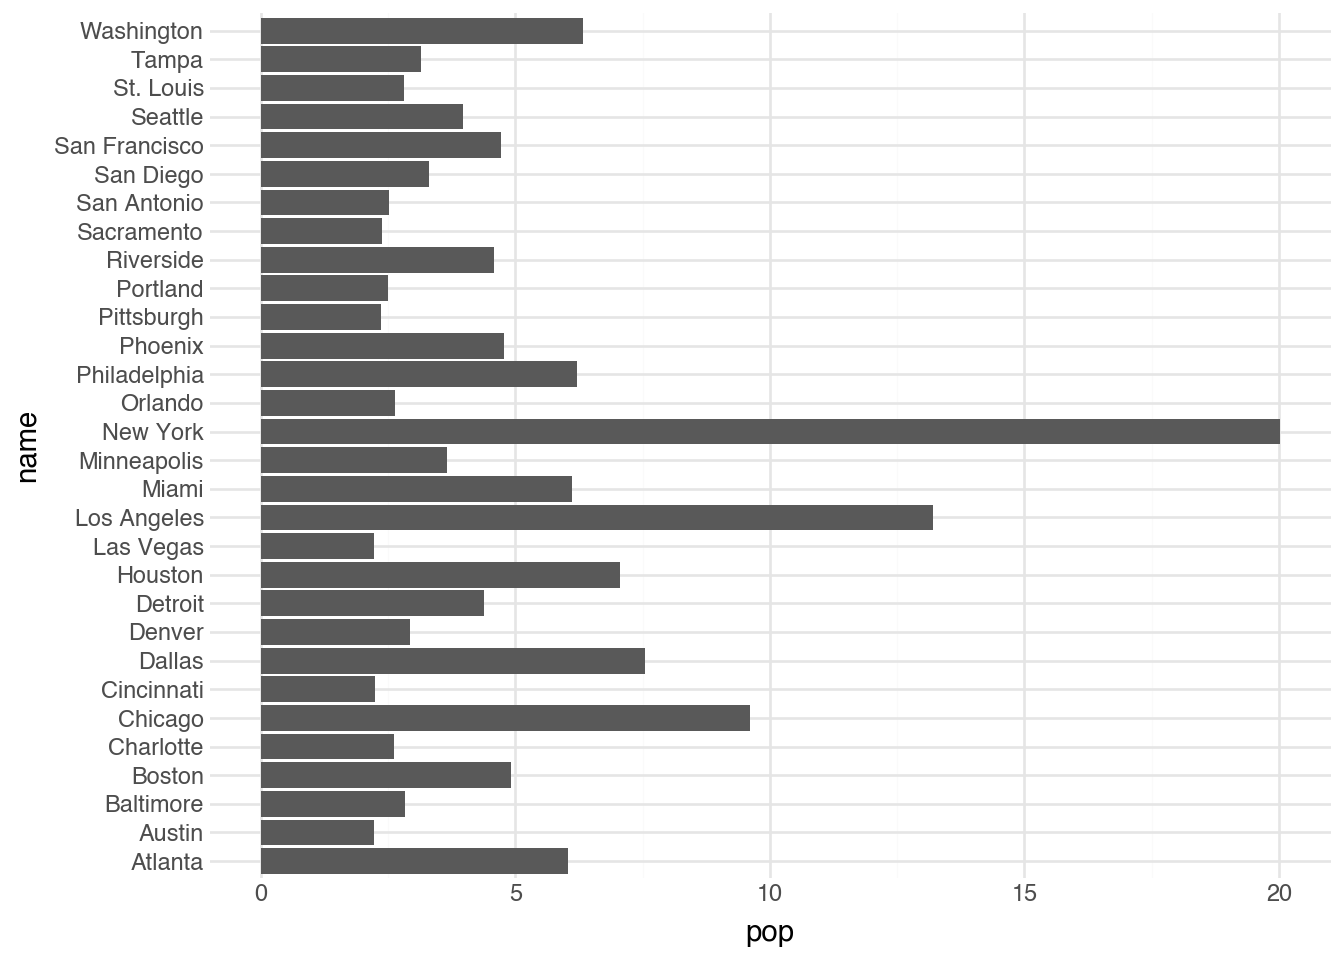 Washington
Tampa
St. Louis
Seattle
San Francisco
San Diego
San Antonio
Sacramento
Riverside
Portland
Pittsburgh
Phoenix
Philadelphia
Orlando
New York
Minneapolis
Miami
Los Angeles
Las Vegas
Houston
Detroit
Denver
Dallas
Cincinnati
Chicago
Charlotte
Boston
Baltimore
Austin
Atlanta
name
0 5 10 15 20
pop